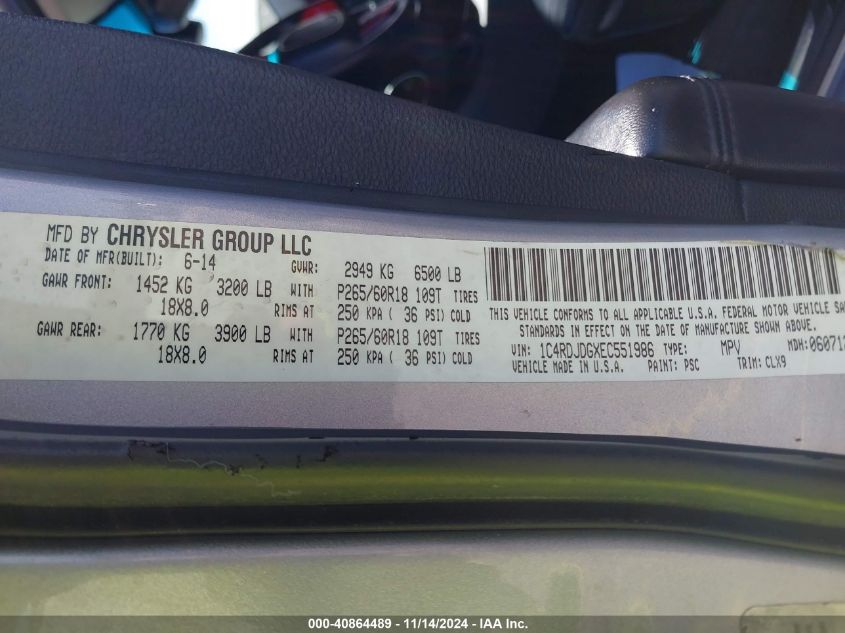 MFD BY CHRYSLER GROUP LLC
DATE OF MFR(BUILT): 6-14 GVWR: 2949 KG 6500 LB
GAWR FRONT: 1452 KG 3200 LB WITH P265/60R18 109T TIRES
18X8.0 RIMS AT 250 KPA ( 36 PSI) COLD
GAWR REAR: 1770 KG 3900 LB WITH P265/60R18 109T TIRES
18X8.0 RIMS AT 250 KPA ( 36 PSI) COLD
THIS VEHICLE CONFORMS TO ALL APPLICABLE U.S.A. FEDERAL MOTOR VEHICLE
STANDARDS IN EFFECT ON THE DATE OF MANUFACTURE SHOWN ABOVE.
VIN: 1C4RDJDGXEC551986 TYPE: MPV MDH:
VEHICLE MADE IN U.S.A. PAINT: PSC TRIM: CLX9
000-40864489 - 11/14/2024 - IAA Inc.